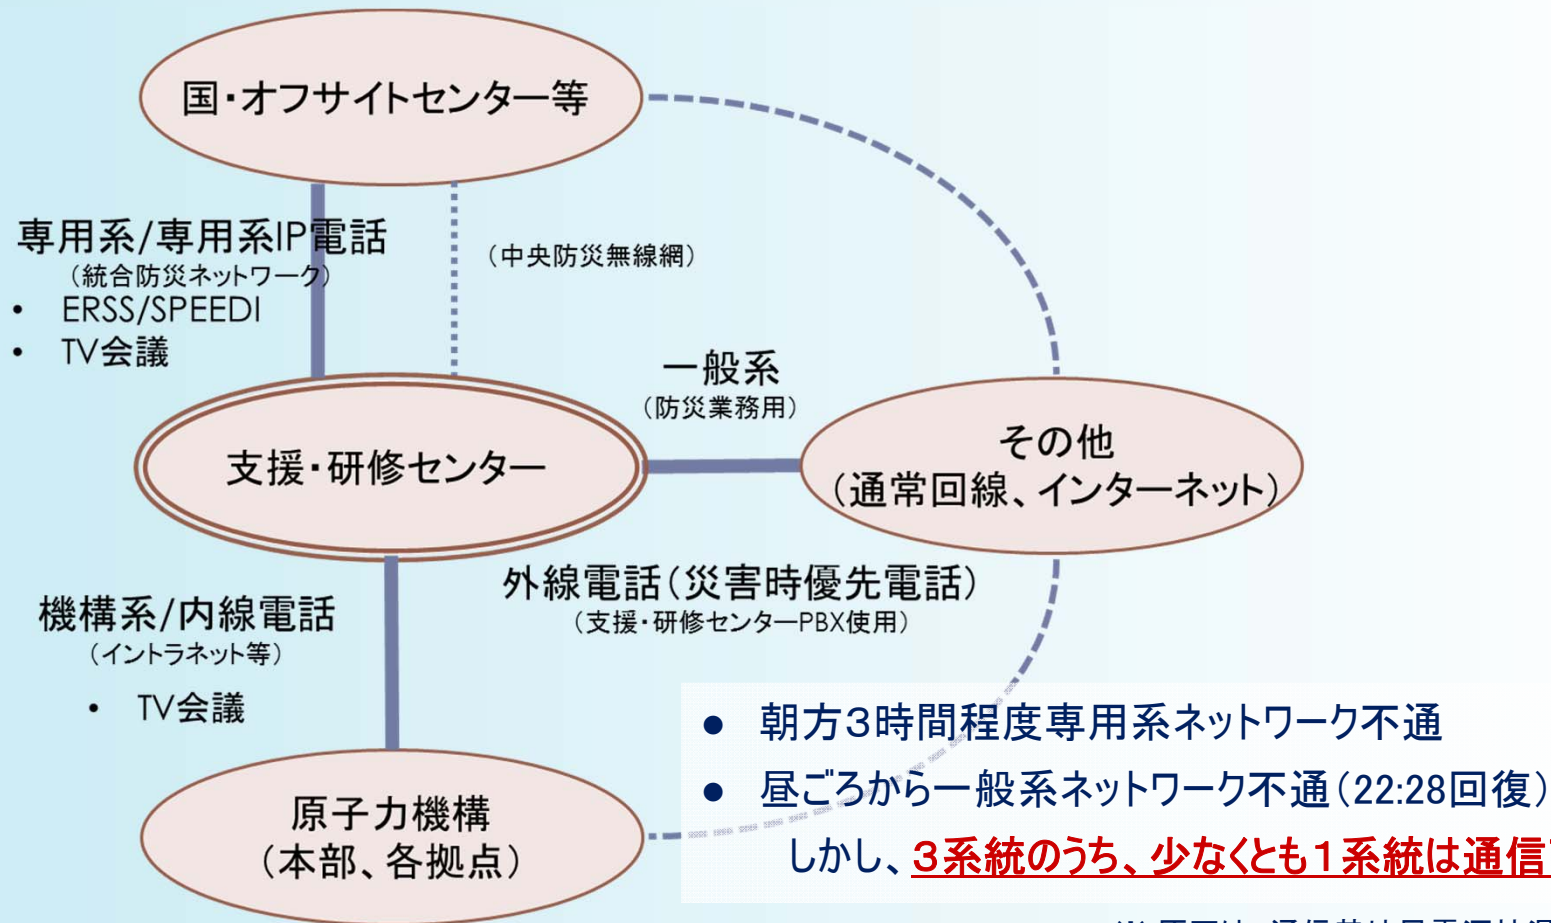 国・オフサイトセンター等
専用系/専用系IP電話
（統合防災ネットワーク）
• ERSS/SPEEDI
• TV会議
（中央防災無線網）
一般系
（防災業務用）
支援・研修センター
その他
（通常回線、インターネット）
外線電話（災害時優先電話）
（支援・研修センターPBX使用）
機構系/内線電話
（イントラネット等）
• TV会議
原子力機構
（本部、各拠点）
● 朝方３時間程度専用系ネットワーク不通
● 昼ごろから一般系ネットワーク不通（22:28回復）
しかし、３系統のうち、少なくとも１系統は通信